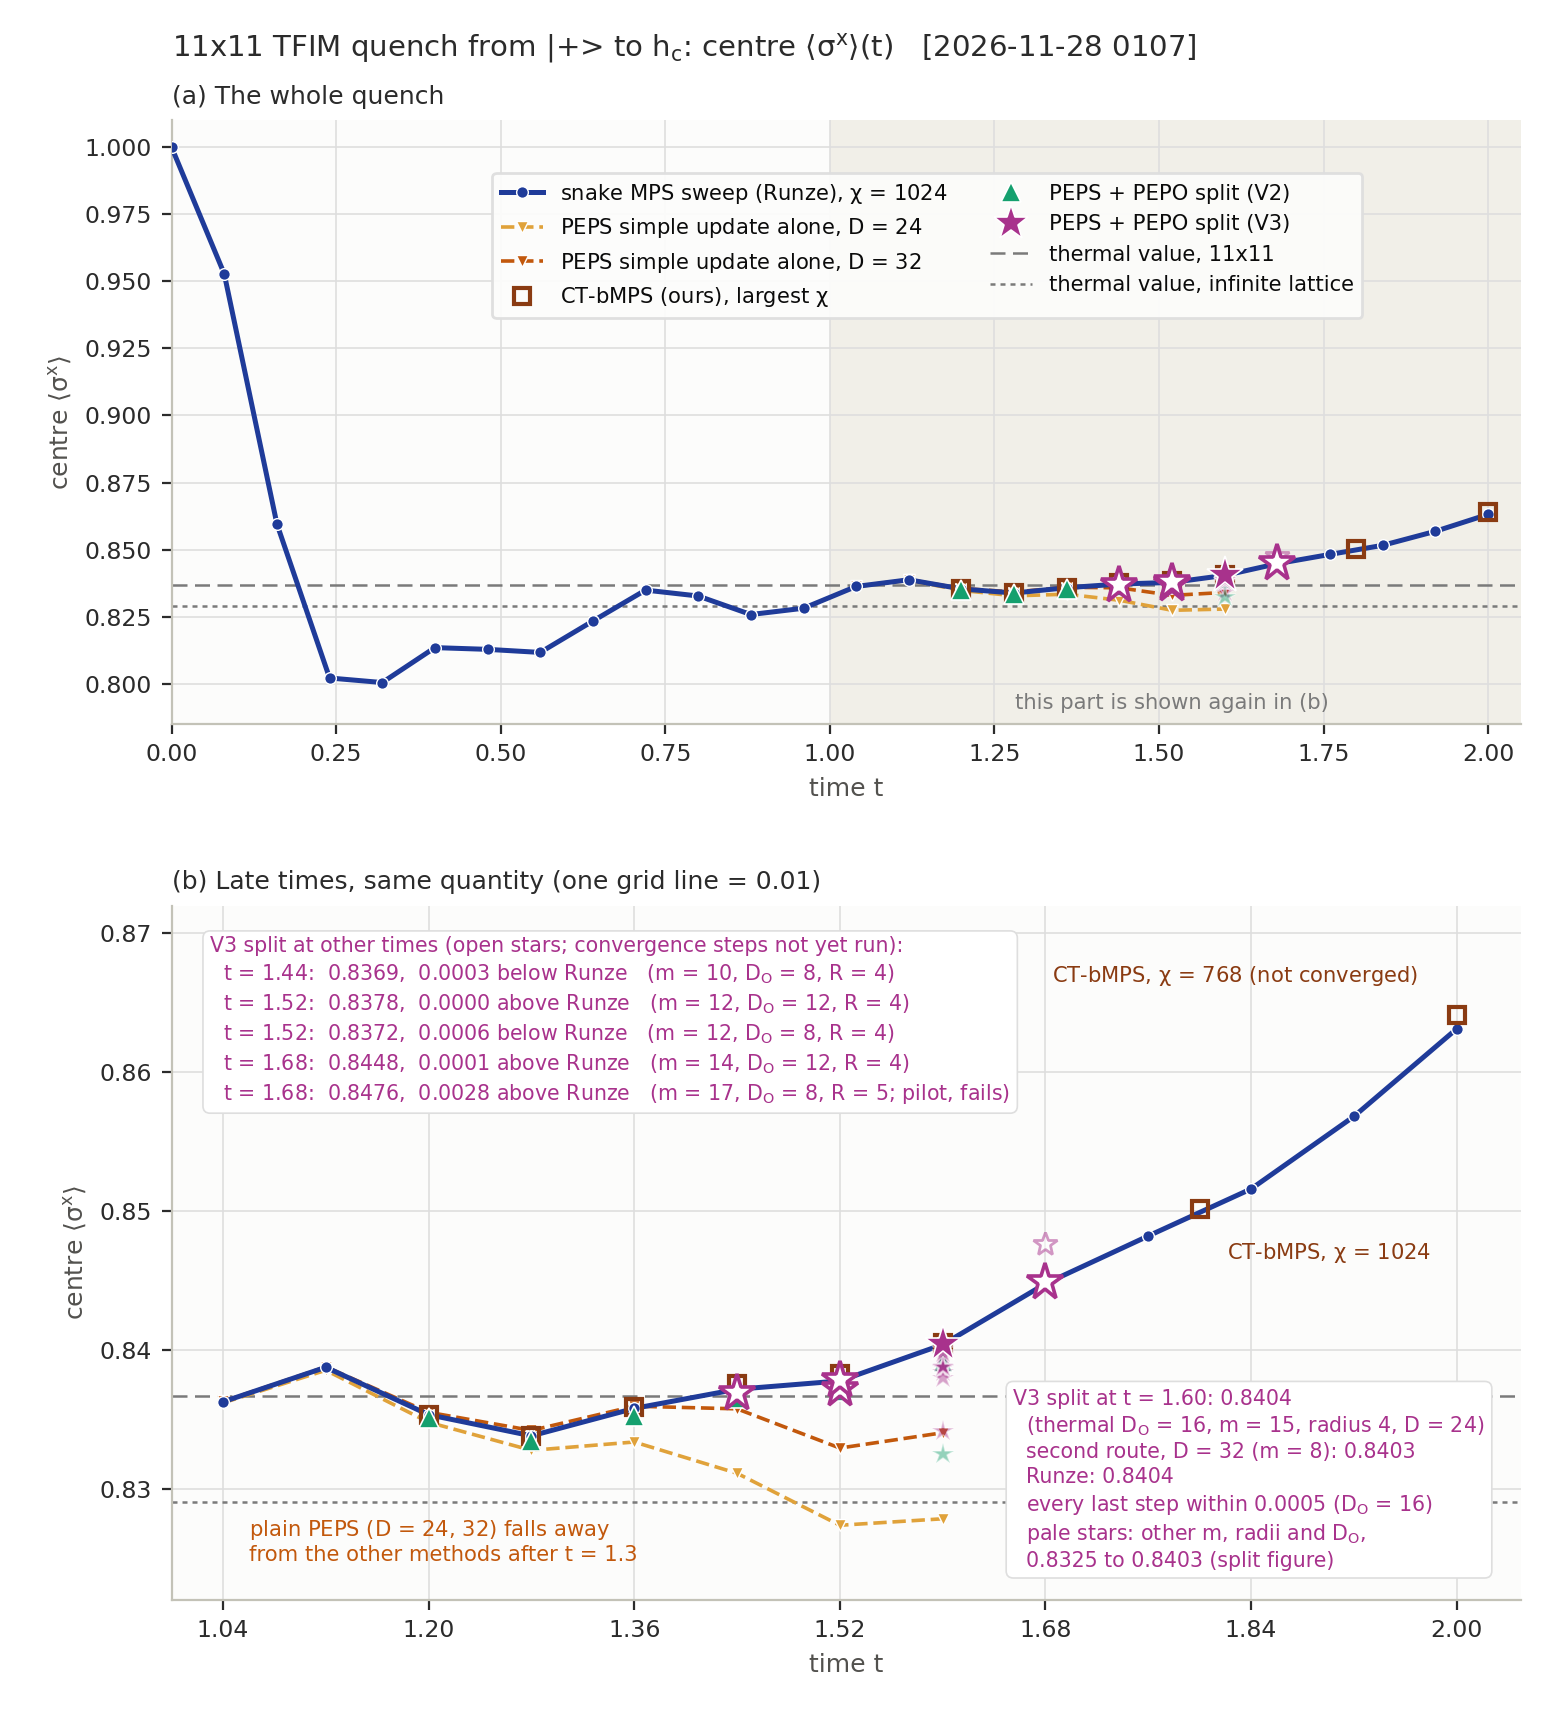 11x11 TFIM quench from |+> to h_c: centre ⟨σ^x⟩(t)   [2026-11-28 0107]
(a) The whole quench
centre ⟨σ^x⟩
1.000
0.975
0.950
0.925
0.900
0.875
0.850
0.825
0.800
snake MPS sweep (Runze), χ = 1024
PEPS simple update alone, D = 24
PEPS simple update alone, D = 32
CT-bMPS (ours), largest χ
PEPS + PEPO split (V2)
PEPS + PEPO split (V3)
thermal value, 11x11
thermal value, infinite lattice
this part is shown again in (b)
0.00 0.25 0.50 0.75 1.00 1.25 1.50 1.75 2.00
time t
(b) Late times, same quantity (one grid line = 0.01)
centre ⟨σ^x⟩
0.87
0.86
0.85
0.84
0.83
V3 split at other times (open stars; convergence steps not yet run):
t = 1.44:  0.8369,  0.0003 below Runze   (m = 10, D_O = 8, R = 4)
t = 1.52:  0.8378,  0.0000 above Runze   (m = 12, D_O = 12, R = 4)
t = 1.52:  0.8372,  0.0006 below Runze   (m = 12, D_O = 8, R = 4)
t = 1.68:  0.8448,  0.0001 above Runze   (m = 14, D_O = 12, R = 4)
t = 1.68:  0.8476,  0.0028 above Runze   (m = 17, D_O = 8, R = 5; pilot, fails)
CT-bMPS, χ = 768 (not converged)
CT-bMPS, χ = 1024
V3 split at t = 1.60: 0.8404
(thermal D_O = 16, m = 15, radius 4, D = 24)
second route, D = 32 (m = 8): 0.8403
Runze: 0.8404
every last step within 0.0005 (D_O = 16)
pale stars: other m, radii and D_O,
0.8325 to 0.8403 (split figure)
plain PEPS (D = 24, 32) falls away
from the other methods after t = 1.3
1.04 1.20 1.36 1.52 1.68 1.84 2.00
time t